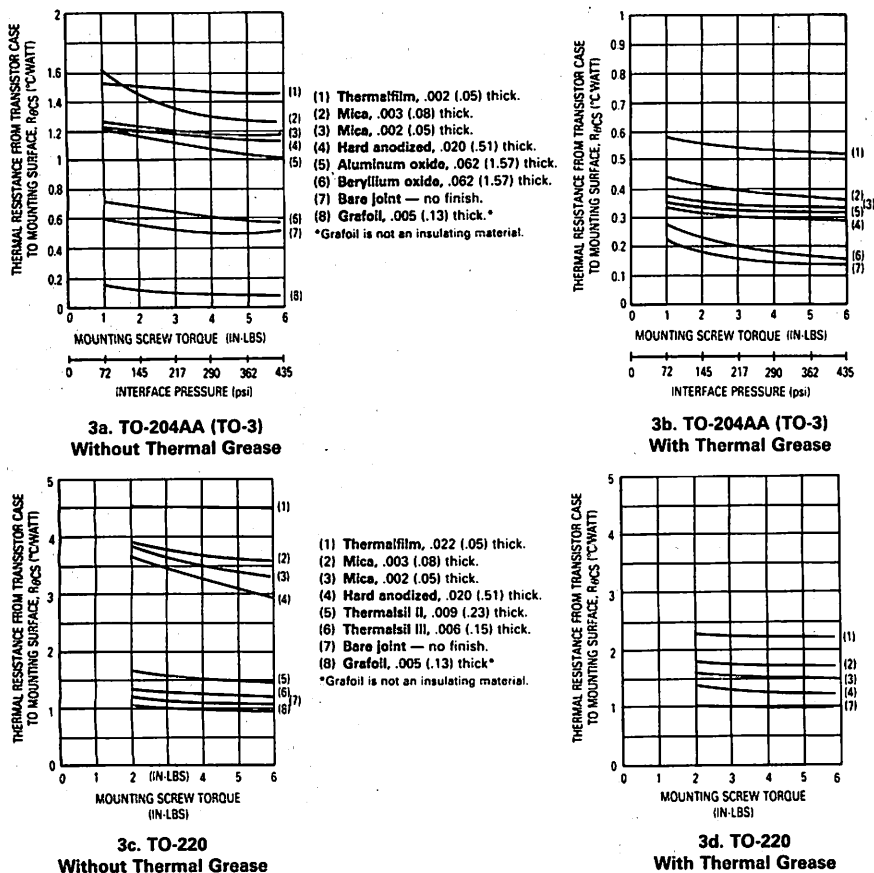 THERMAL RESISTANCE FROM TRANSISTOR CASE
TO MOUNTING SURFACE, RθCS (°C/WATT)
2
1.6
1.4
1.2
1
0.8
0.6
0.4
0.2
0
(1)
(2)
(3)
(4)
(5)
(6)
(7)
(8)
0 1 2 3 4 5 6
MOUNTING SCREW TORQUE (IN-LBS)
0 72 145 217 290 362 435
INTERFACE PRESSURE (psi)
3a. TO-204AA (TO-3)
Without Thermal Grease
(1) Thermalfilm, .002 (.05) thick.
(2) Mica, .003 (.08) thick.
(3) Mica, .002 (.05) thick.
(4) Hard anodized, .020 (.51) thick.
(5) Aluminum oxide, .062 (1.57) thick.
(6) Beryllium oxide, .062 (1.57) thick.
(7) Bare joint — no finish.
(8) Grafoil, .005 (.13) thick.*
*Grafoil is not an insulating material.
THERMAL RESISTANCE FROM TRANSISTOR CASE
TO MOUNTING SURFACE, RθCS (°C/WATT)
1
0.9
0.8
0.7
0.6
0.5
0.4
0.3
0.2
0.1
0
(1)
(2)
(3)
(5)
(4)
(6)
(7)
0 1 2 3 4 5 6
MOUNTING SCREW TORQUE (IN-LBS)
0 72 145 217 290 362 435
INTERFACE PRESSURE (psi)
3b. TO-204AA (TO-3)
With Thermal Grease
THERMAL RESISTANCE FROM TRANSISTOR CASE
TO MOUNTING SURFACE, RθCS (°C/WATT)
5
4
3
2
1
0
(1)
(2)
(3)
(4)
(5)
(6)
(7)
(8)
0 1 2 3 4 5 6
(IN-LBS)
MOUNTING SCREW TORQUE
(IN-LBS)
3c. TO-220
Without Thermal Grease
(1) Thermalfilm, .022 (.05) thick.
(2) Mica, .003 (.08) thick.
(3) Mica, .002 (.05) thick.
(4) Hard anodized, .020 (.51) thick.
(5) Thermalsil II, .009 (.23) thick.
(6) Thermalsil III, .006 (.15) thick.
(7) Bare joint — no finish.
(8) Grafoil, .005 (.13) thick*
*Grafoil is not an insulating material.
THERMAL RESISTANCE FROM TRANSISTOR CASE
TO MOUNTING SURFACE, RθCS (°C/WATT)
5
4
3
2
1
0
(1)
(2)
(3)
(4)
(7)
0 1 2 3 4 5 6
MOUNTING SCREW TORQUE
(IN-LBS)
3d. TO-220
With Thermal Grease